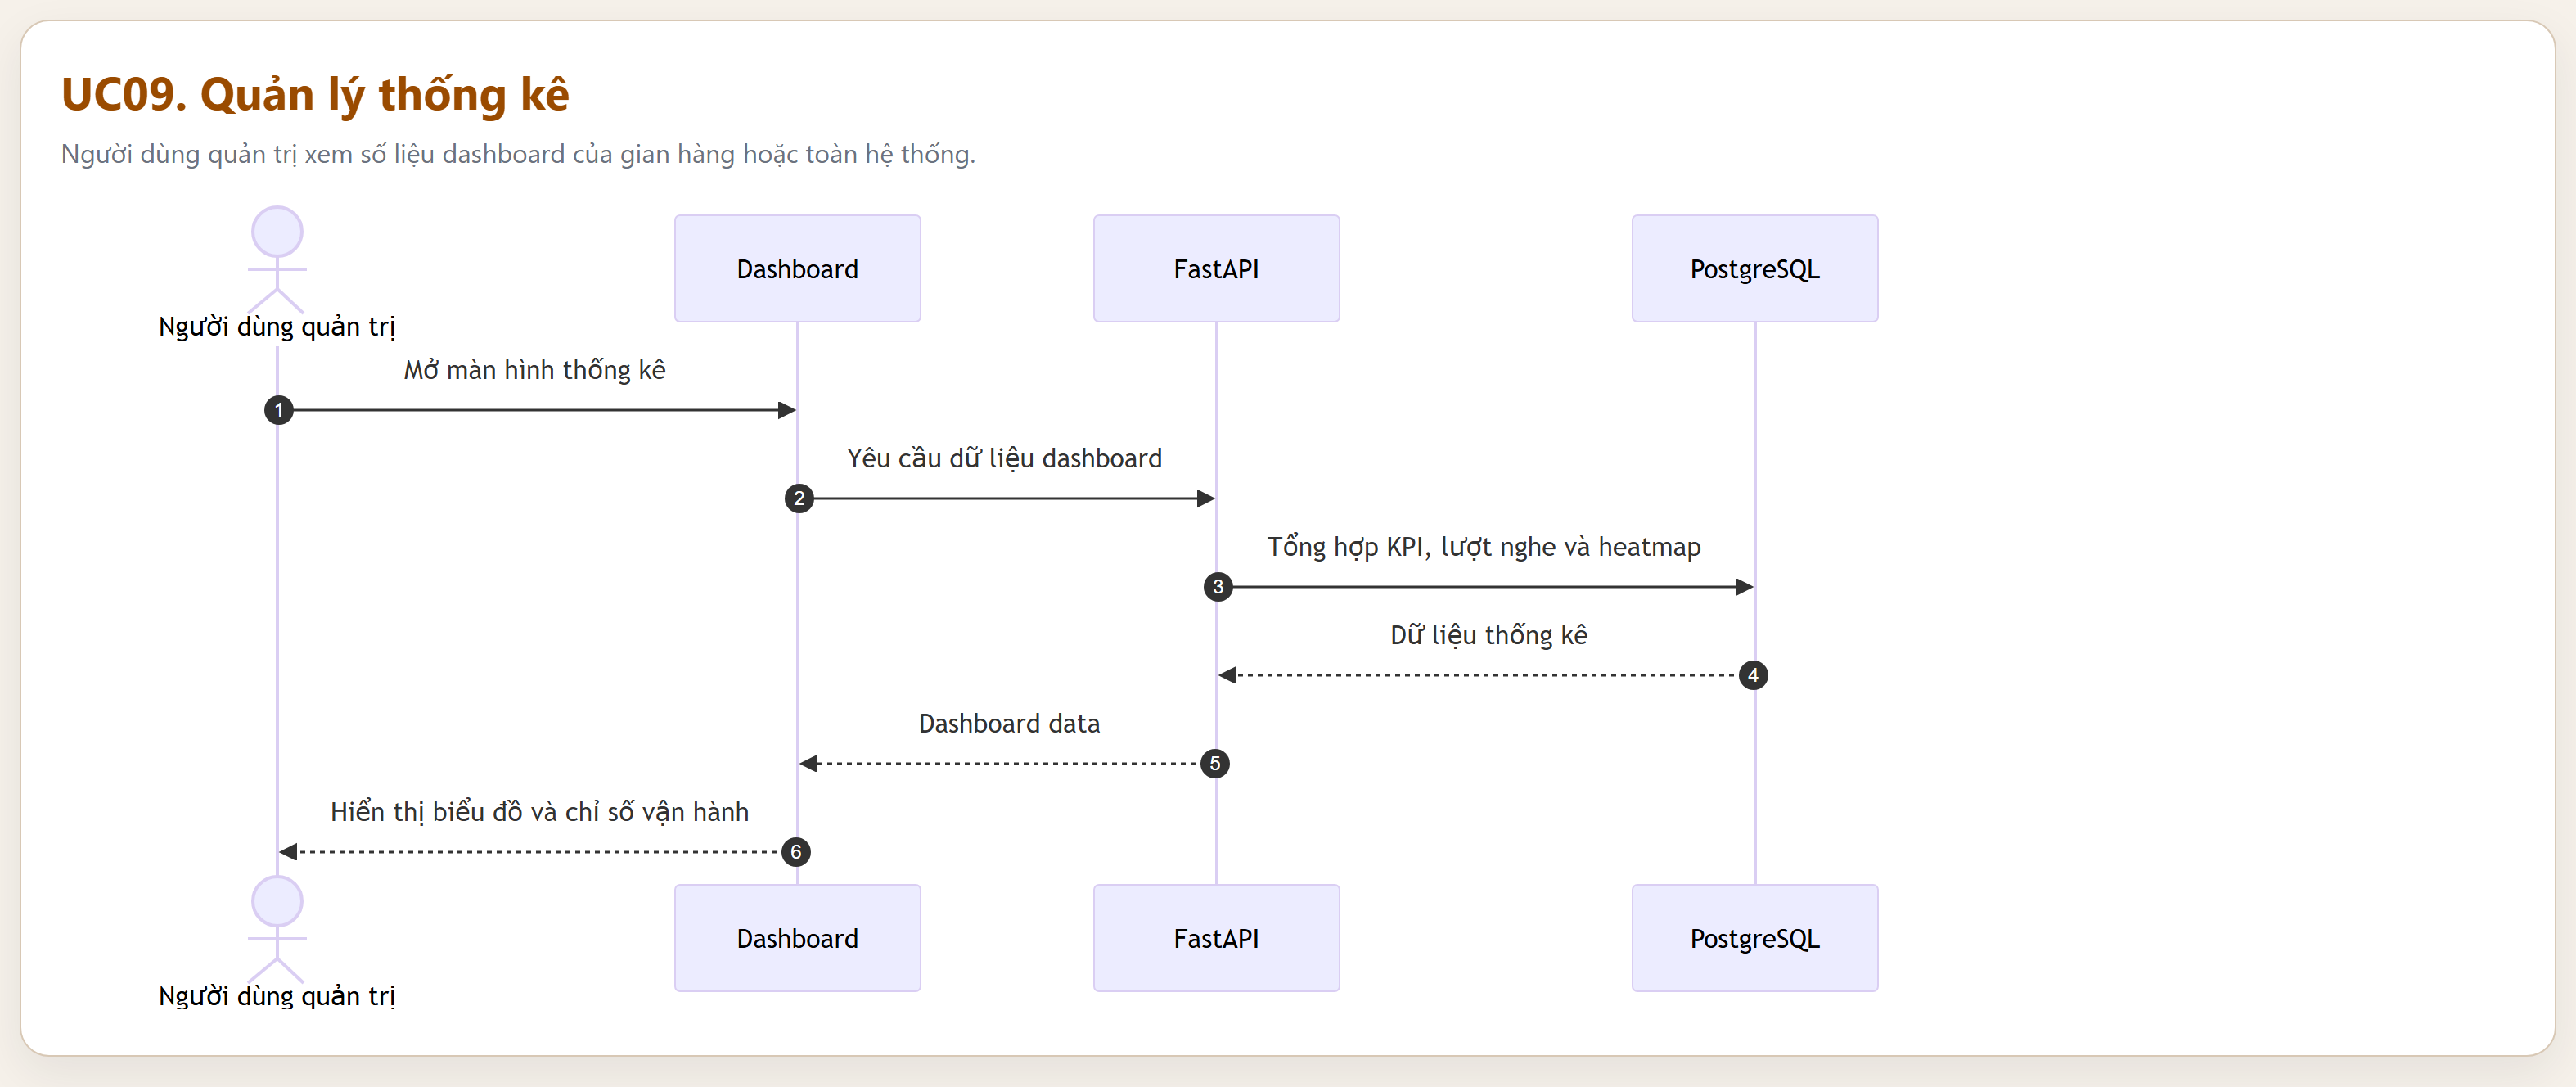 UC09. Quản lý thống kê
Người dùng quản trị xem số liệu dashboard của gian hàng hoặc toàn hệ thống.
Dashboard
FastAPI
PostgreSQL
Người dùng quản trị
Mở màn hình thống kê
1
Yêu cầu dữ liệu dashboard
2
Tổng hợp KPI, lượt nghe và heatmap
3
Dữ liệu thống kê
4
Dashboard data
5
Hiển thị biểu đồ và chỉ số vận hành
6
Dashboard
FastAPI
PostgreSQL
Người dùng quản trị